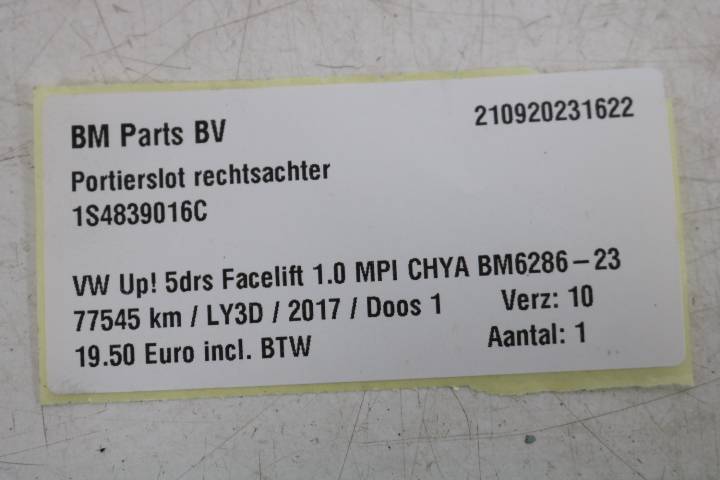 BM Parts BV 210920231622
Portierslot rechtsachter
1S4839016C
VW Up! 5drs Facelift 1.0 MPI CHYA BM6286-23
77545 km / LY3D / 2017 / Doos 1 Verz: 10
19.50 Euro incl. BTW Aantal: 1